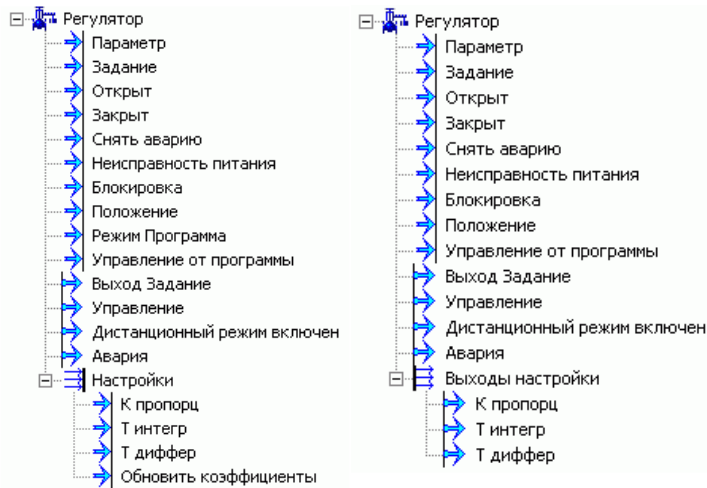 Регулятор
Параметр
Задание
Открыт
Закрыт
Снять аварию
Неисправность питания
Блокировка
Положение
Режим Программа
Управление от программы
Выход Задание
Управление
Дистанционный режим включен
Авария
Настройки
К пропорц
Т интегр
Т диффер
Обновить коэффициенты
Регулятор
Параметр
Задание
Открыт
Закрыт
Снять аварию
Неисправность питания
Блокировка
Положение
Управление от программы
Выход Задание
Управление
Дистанционный режим включен
Авария
Выходы настройки
К пропорц
Т интегр
Т диффер